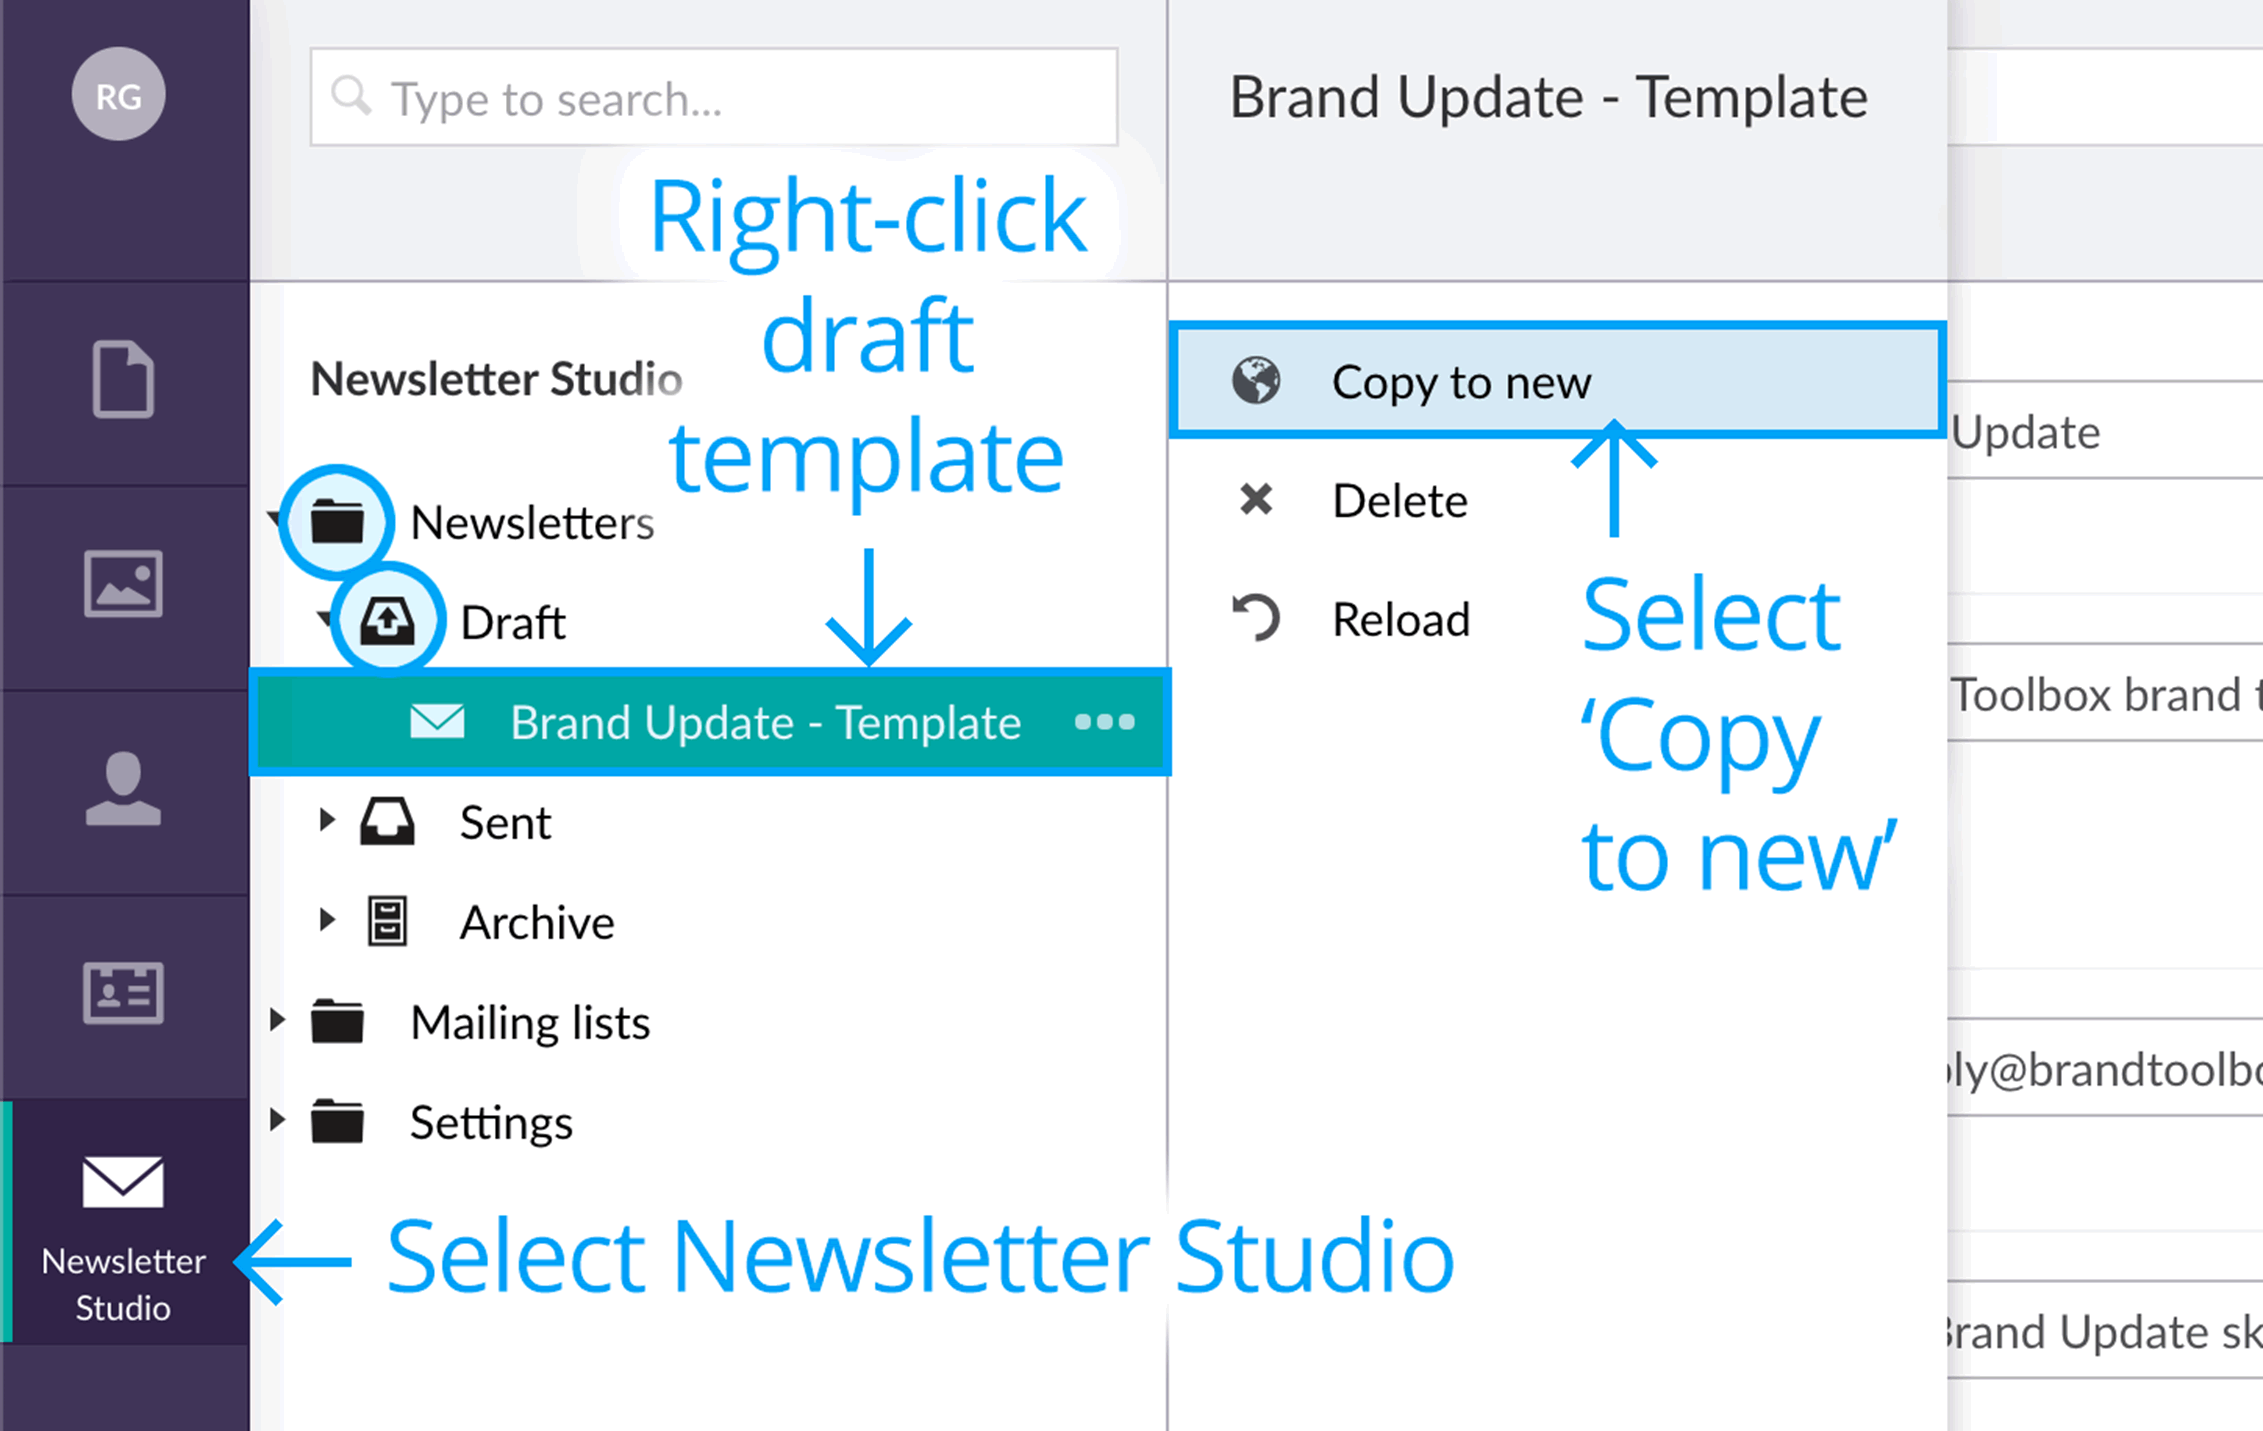 RG
Type to search...
Brand Update - Template
Right-click
draft
template
Newsletter Studio
Copy to new
Update
Newsletters
Delete
Draft
Reload
Select
‘Copy
to new’
Toolbox brand
Brand Update - Template
Sent
Archive
Mailing lists
ly@brandtoolb
Settings
Newsletter
Studio
Select Newsletter Studio
Brand Update sk